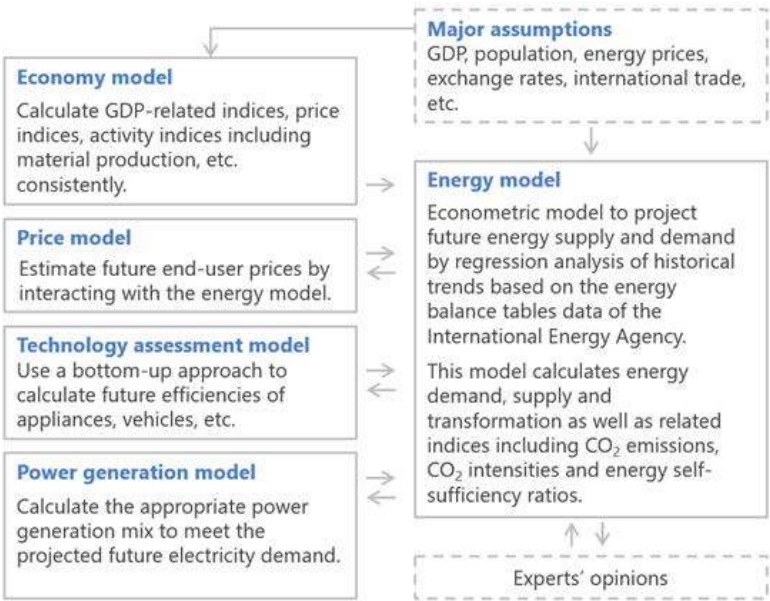 Major assumptions
GDP, population, energy prices,
exchange rates, international trade,
etc.
Economy model
Calculate GDP-related indices, price
indices, activity indices including
material production, etc.
consistently.
Price model
Estimate future end-user prices by
interacting with the energy model.
Technology assessment model
Use a bottom-up approach to
calculate future efficiencies of
appliances, vehicles, etc.
Power generation model
Calculate the appropriate power
generation mix to meet the
projected future electricity demand.
Energy model
Econometric model to project
future energy supply and demand
by regression analysis of historical
trends based on the energy
balance tables data of the
International Energy Agency.
This model calculates energy
demand, supply and
transformation as well as related
indices including CO₂ emissions,
CO₂ intensities and energy self-
sufficiency ratios.
Experts’ opinions